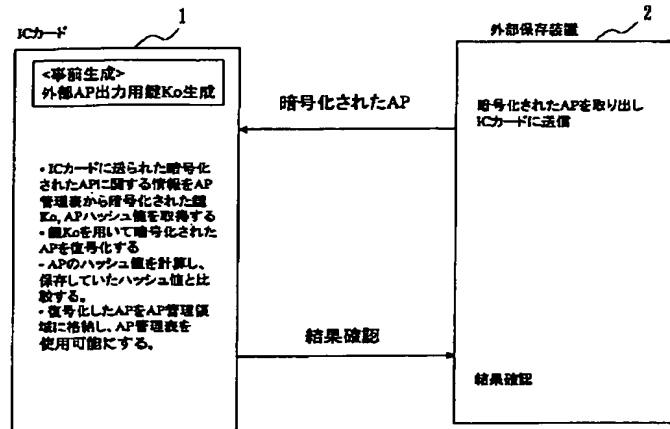 1
ICカード
<事前生成>
外部AP出力用鍵Ko生成
・ICカードに送られた暗号化
されたAPに関する情報をAP
管理表から暗号化された鍵
Ko, APハッシュ値を取得する
・鍵Koを用いて暗号化された
APを復号化する
・APのハッシュ値を計算し、
保存していたハッシュ値と比
較する。
・復号化したAPをAP管理領
域に格納し、AP管理表を
使用可能にする。
暗号化されたAP
結果確認
2
外部保存装置
暗号化されたAPを取り出し
ICカードに送信
結果確認